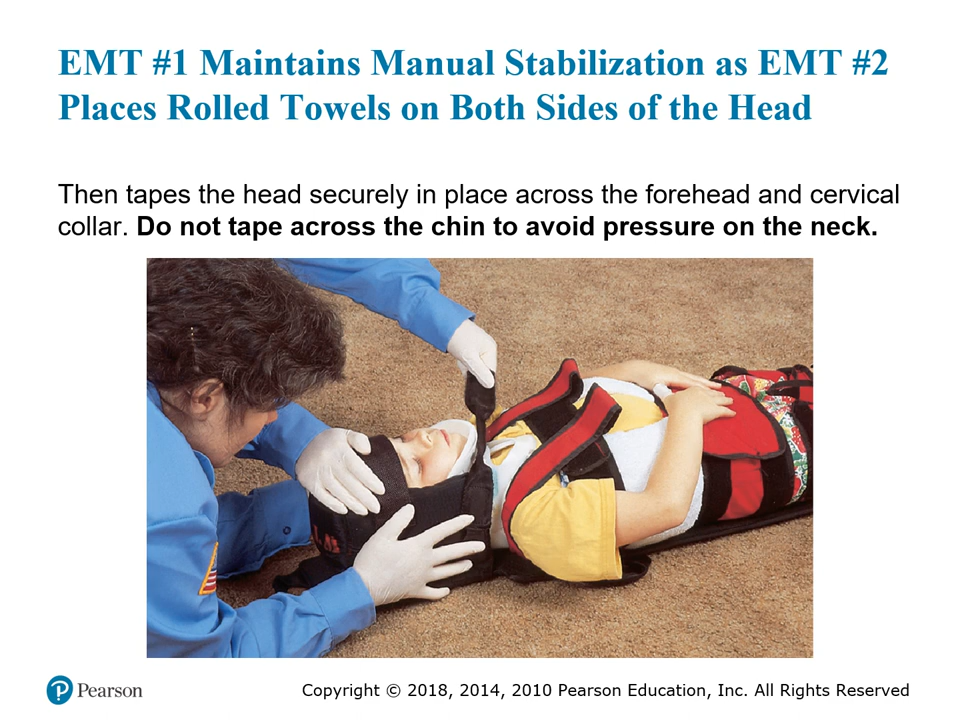 EMT #1 Maintains Manual Stabilization as EMT #2
Places Rolled Towels on Both Sides of the Head
Then tapes the head securely in place across the forehead and cervical
collar. Do not tape across the chin to avoid pressure on the neck.
Pearson
Copyright © 2018, 2014, 2010 Pearson Education, Inc. All Rights Reserved